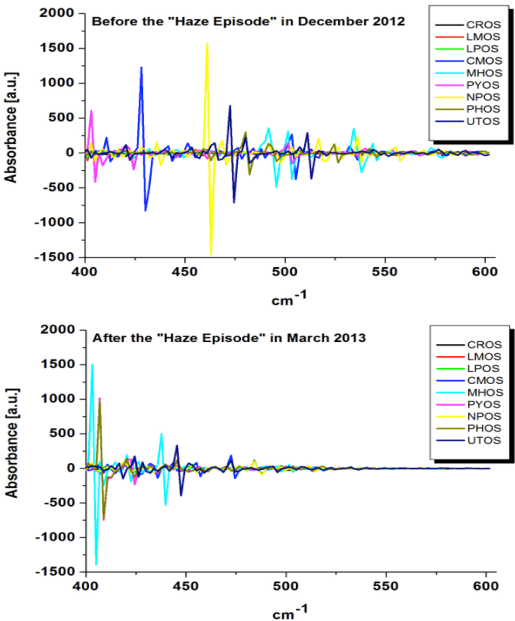 Before the "Haze Episode" in December 2012
Absorbance [a.u.]
2000
1500
1000
500
0
-500
-1000
-1500
400
450
500
550
600
cm-1
CROS
LMOS
LPOS
CMOS
MHOS
PYOS
NPOS
PHOS
UTOS
After the "Haze Episode" in March 2013
Absorbance [a.u.]
2000
1500
1000
500
0
-500
-1000
-1500
400
450
500
550
600
cm-1
CROS
LMOS
LPOS
CMOS
MHOS
PYOS
NPOS
PHOS
UTOS